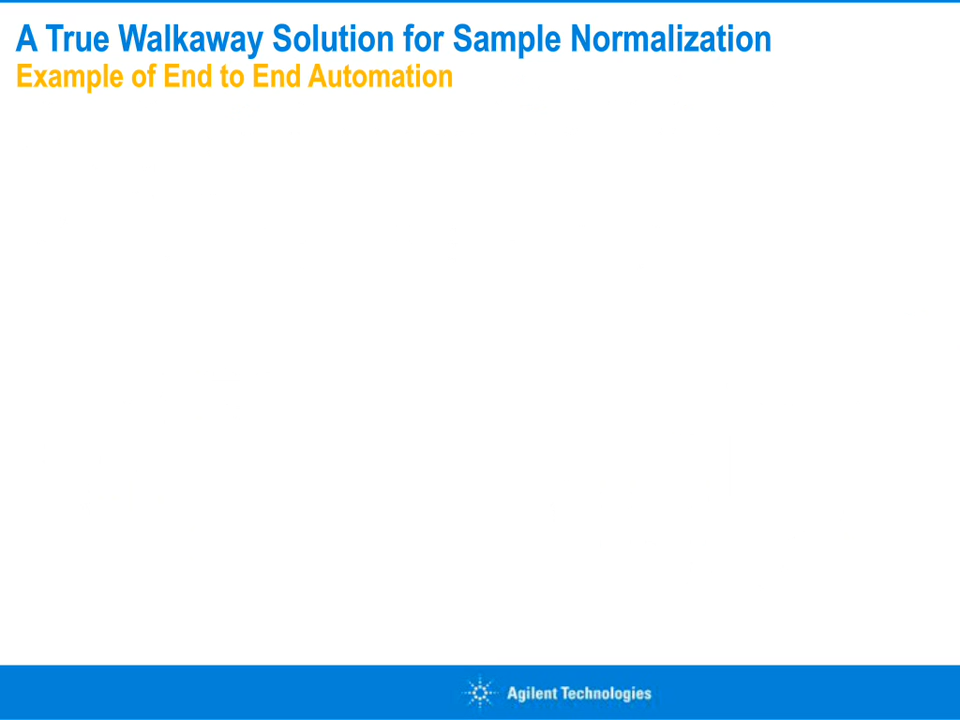 A True Walkaway Solution for Sample Normalization
Example of End to End Automation
Agilent Technologies